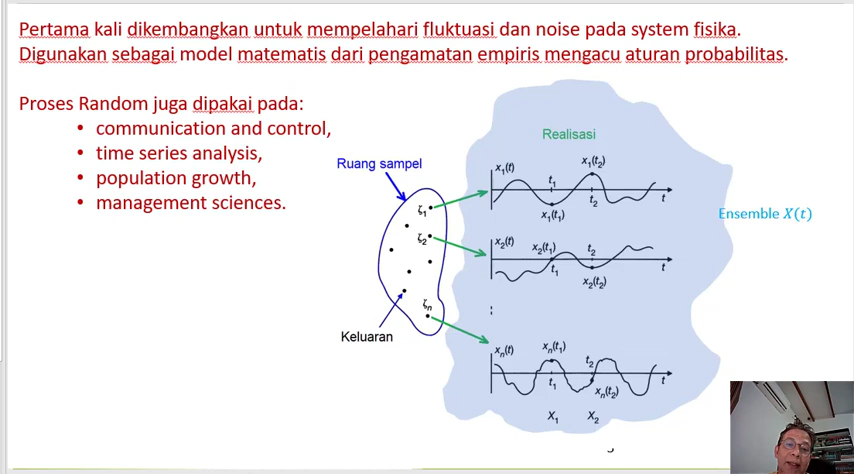 Pertama kali dikembangkan untuk mempelahari fluktuasi dan noise pada system fisika.
Digunakan sebagai model matematis dari pengamatan empiris mengacu aturan probabilitas.
Proses Random juga dipakai pada:
• communication and control,
• time series analysis,
• population growth,
• management sciences.
Ruang sampel
ζ1
ζ2
ζn
Keluaran
Realisasi
x1(t)
t1
x1(t2)
x1(t1)
t2
t
Ensemble X(t)
x2(t)
x2(t1)
t2
t1
x2(t2)
t
xn(t)
xn(t1)
t2
t
t1
xn(t2)
X1
X2